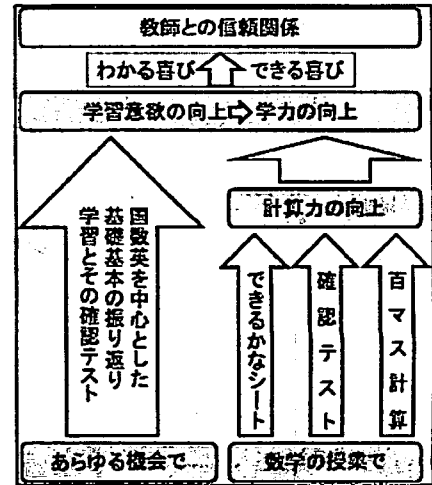 教師との信頼関係
わかる喜び
できる喜び
学習意欲の向上⇨学力の向上
計算力の向上
国数英を中心とした
基礎基本の振り返り
学習とその確認テスト
できるかなシート
確認テスト
百マス計算
あらゆる機会で
数学の授業で